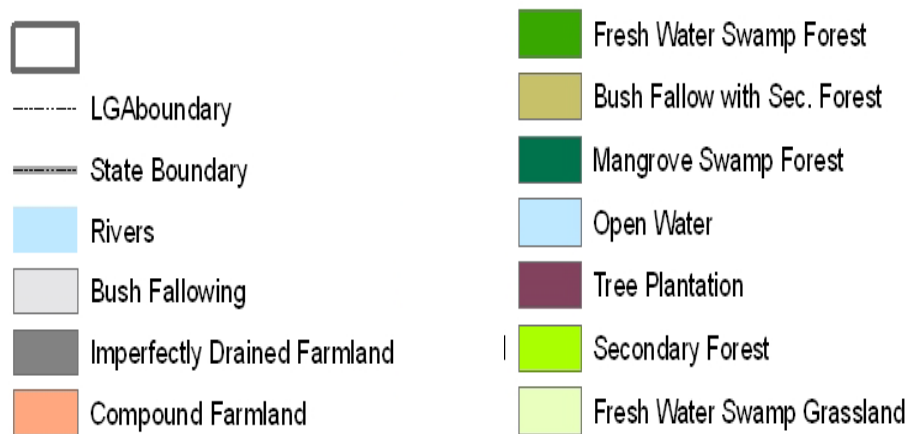 LGAboundary
State Boundary
Rivers
Bush Fallowing
Imperfectly Drained Farmland
Compound Farmland
Fresh Water Swamp Forest
Bush Fallow with Sec. Forest
Mangrove Swamp Forest
Open Water
Tree Plantation
Secondary Forest
Fresh Water Swamp Grassland